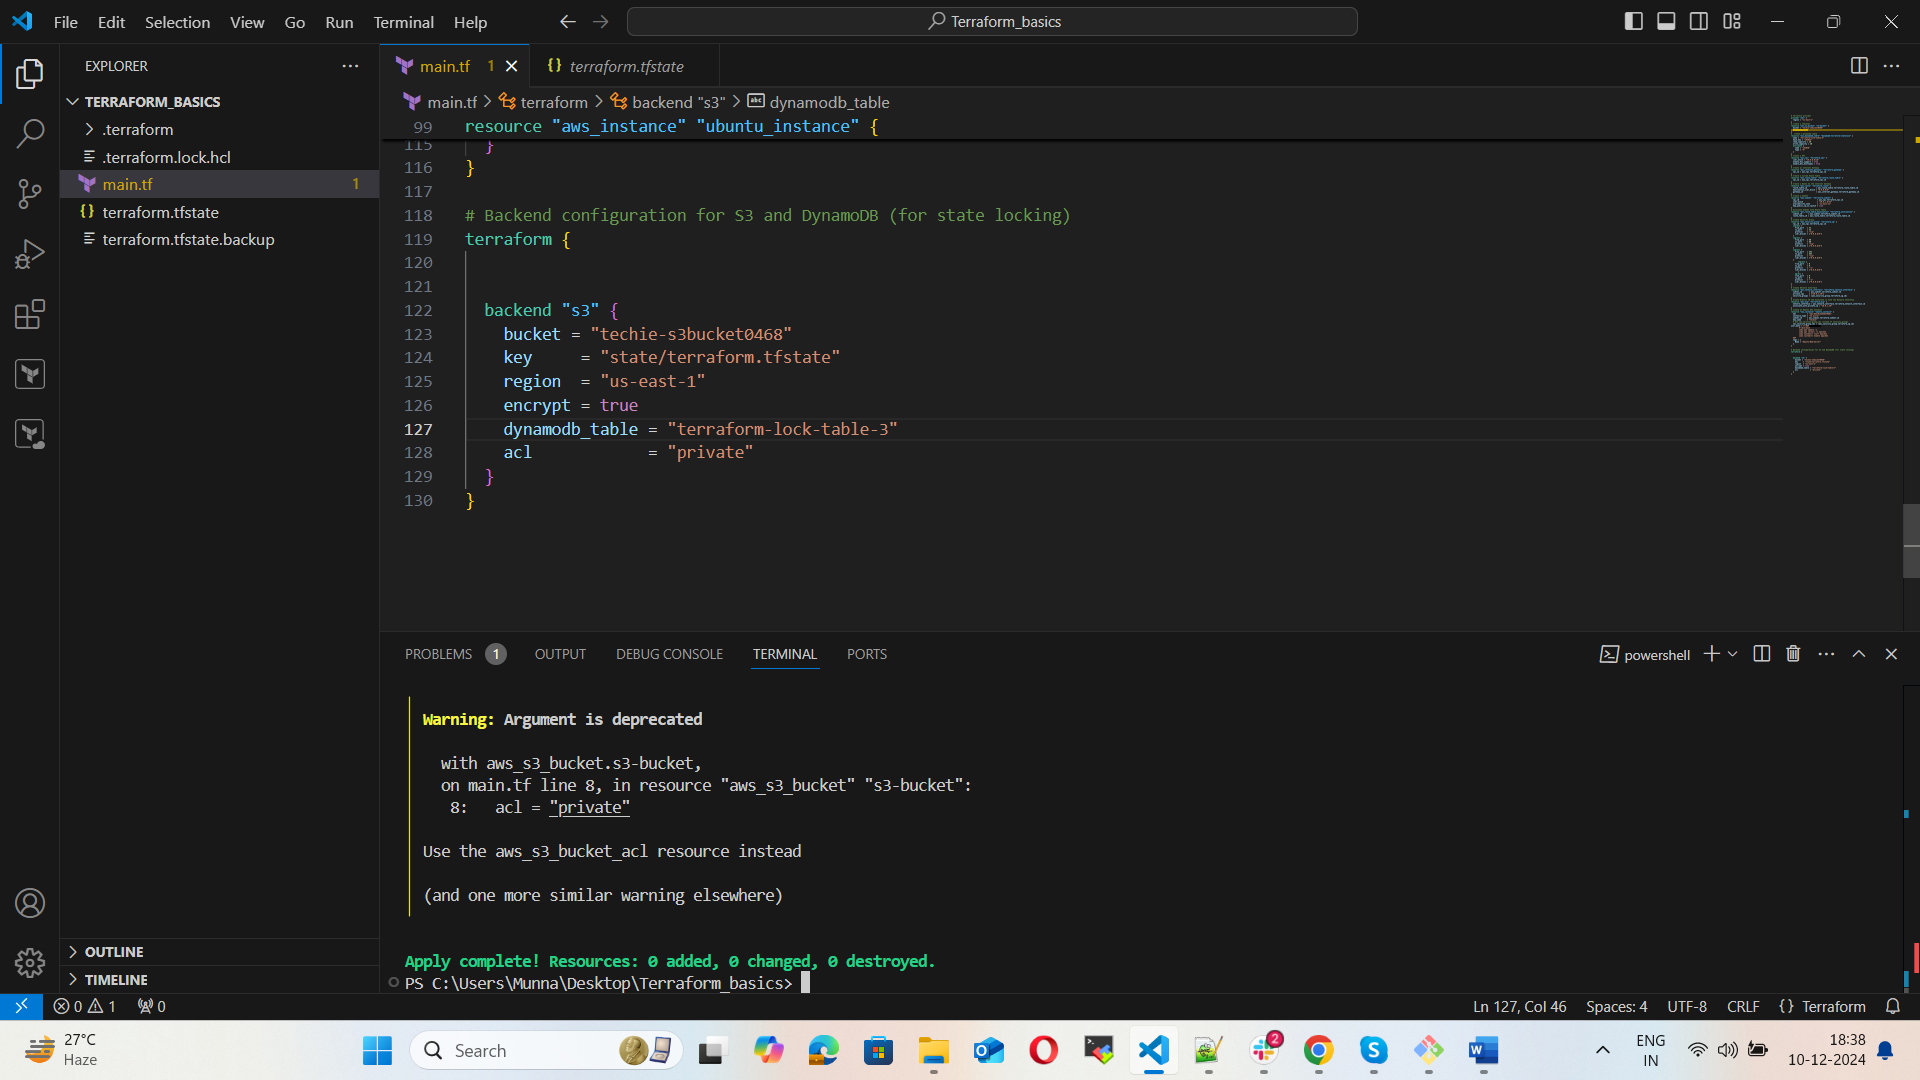 File Edit Selection View Go Run Terminal Help
Terraform_basics
EXPLORER
TERRAFORM_BASICS
.terraform
.terraform.lock.hcl
main.tf 1
terraform.tfstate
terraform.tfstate.backup
OUTLINE
TIMELINE
main.tf 1
terraform.tfstate
main.tf > terraform > backend "s3" > dynamodb_table
99 resource "aws_instance" "ubuntu_instance" {
115 }
116 }
117
118 # Backend configuration for S3 and DynamoDB (for state locking)
119 terraform {
120
121
122 backend "s3" {
123 bucket = "techie-s3bucket0468"
124 key = "state/terraform.tfstate"
125 region = "us-east-1"
126 encrypt = true
127 dynamodb_table = "terraform-lock-table-3"
128 acl = "private"
129 }
130 }
PROBLEMS 1 OUTPUT DEBUG CONSOLE TERMINAL PORTS
powershell
Warning: Argument is deprecated
with aws_s3_bucket.s3-bucket,
on main.tf line 8, in resource "aws_s3_bucket" "s3-bucket":
8: acl = "private"
Use the aws_s3_bucket_acl resource instead
(and one more similar warning elsewhere)
Apply complete! Resources: 0 added, 0 changed, 0 destroyed.
PS C:\Users\Munna\Desktop\Terraform_basics>
0 1 0
Ln 127, Col 46 Spaces: 4 UTF-8 CRLF {} Terraform
27°C
Haze
Search
2
ENG
IN
18:38
10-12-2024